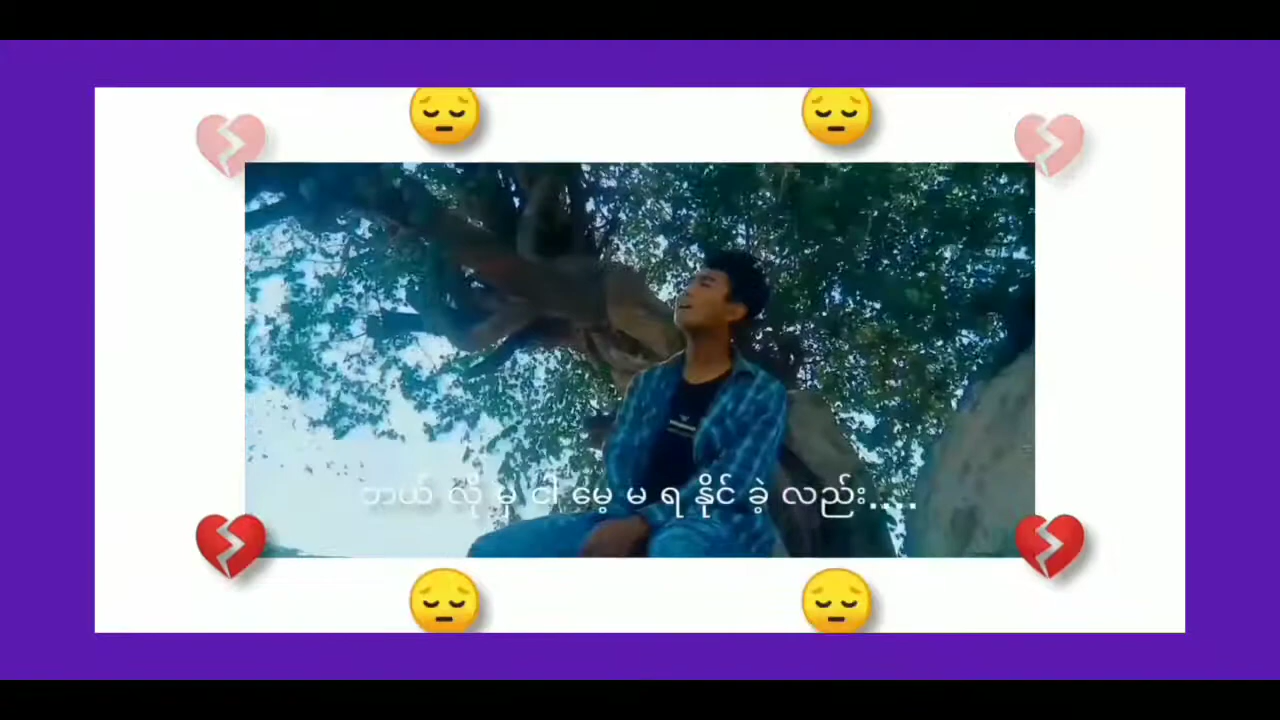 ဘယ် လို မှ ငါ မေ့ မ ရ နိုင် ခဲ့ လည်း....